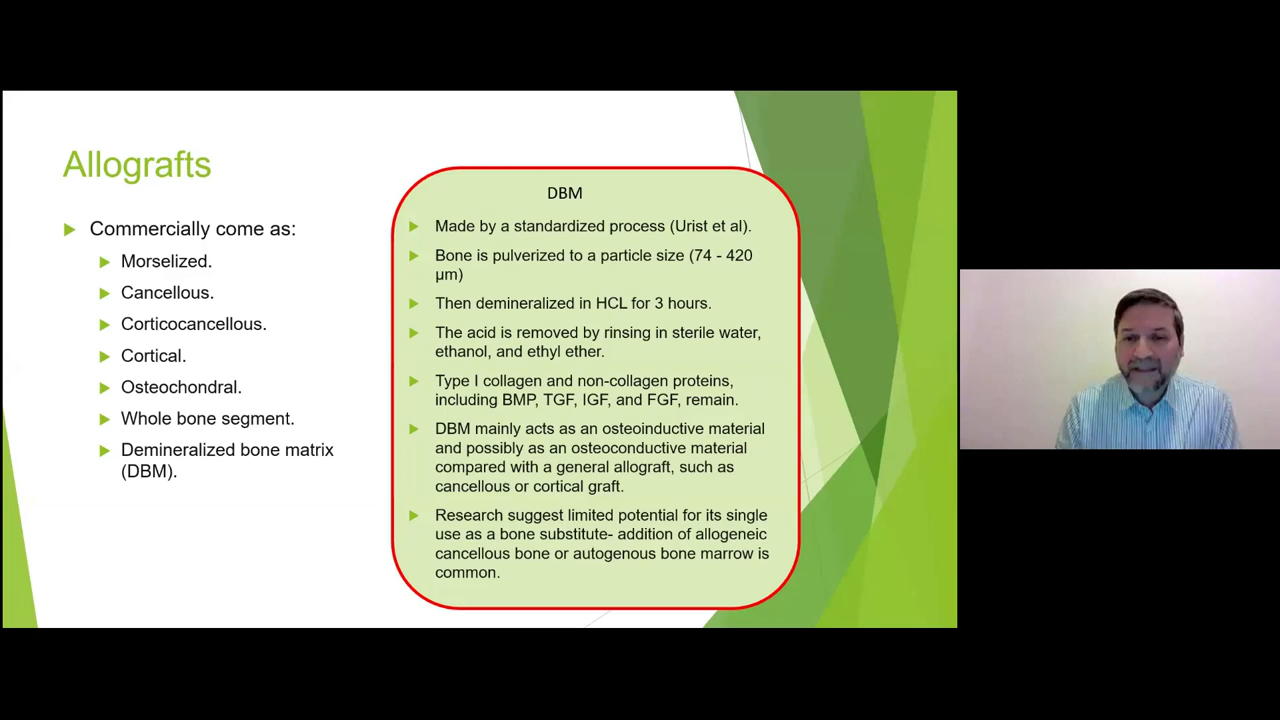 Allografts
Commercially come as:
Morselized.
Cancellous.
Corticocancellous.
Cortical.
Osteochondral.
Whole bone segment.
Demineralized bone matrix
(DBM).
DBM
Made by a standardized process (Urist et al).
Bone is pulverized to a particle size (74 - 420
μm)
Then demineralized in HCL for 3 hours.
The acid is removed by rinsing in sterile water,
ethanol, and ethyl ether.
Type I collagen and non-collagen proteins,
including BMP, TGF, IGF, and FGF, remain.
DBM mainly acts as an osteoinductive material
and possibly as an osteoconductive material
compared with a general allograft, such as
cancellous or cortical graft.
Research suggest limited potential for its single
use as a bone substitute- addition of allogeneic
cancellous bone or autogenous bone marrow is
common.